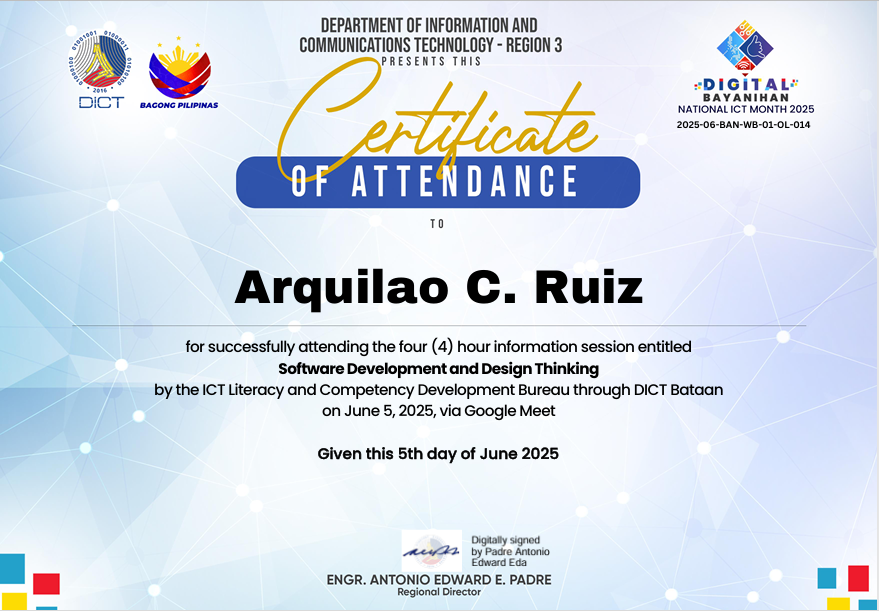 DEPARTMENT OF INFORMATION AND
COMMUNICATIONS TECHNOLOGY - REGION 3
PRESENTS THIS
DICT
2016
BAGONG PILIPINAS
DIGITAL
BAYANIHAN
NATIONAL ICT MONTH 2025
2025-06-BAN-WB-01-OL-014
Certificate
OF ATTENDANCE
TO
Arquilao C. Ruiz
for successfully attending the four (4) hour information session entitled
Software Development and Design Thinking
by the ICT Literacy and Competency Development Bureau through DICT Bataan
on June 5, 2025, via Google Meet
Given this 5th day of June 2025
Digitally signed
by Padre Antonio
Edward Eda
ENGR. ANTONIO EDWARD E. PADRE
Regional Director